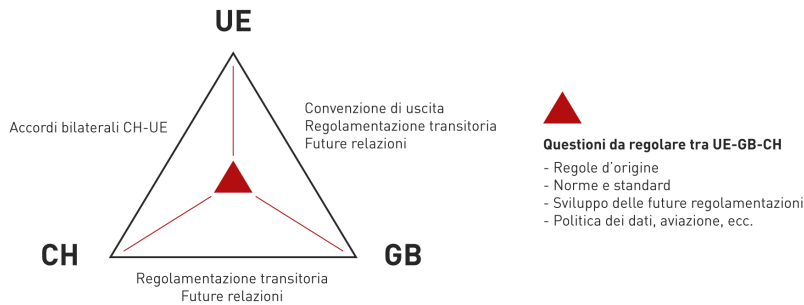 UE
Accordi bilaterali CH-UE
Convenzione di uscita
Regolamentazione transitoria
Future relazioni
CH
GB
Regolamentazione transitoria
Future relazioni
Questioni da regolare tra UE-GB-CH
- Regole d'origine
- Norme e standard
- Sviluppo delle future regolamentazioni
- Politica dei dati, aviazione, ecc.